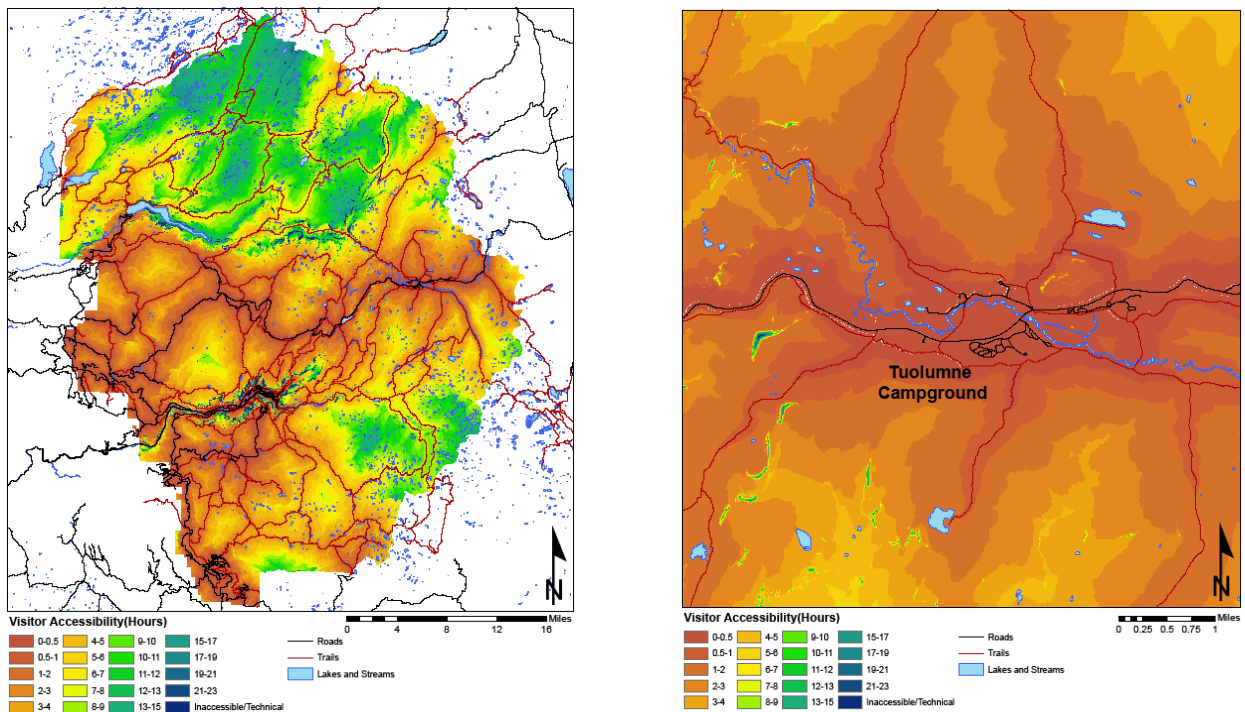 N
Miles
0 4 8 12 16
Visitor Accessibility(Hours)
0-0.5 4-5 9-10 15-17
0.5-1 5-6 10-11 17-19
1-2 6-7 11-12 19-21
2-3 7-8 12-13 21-23
3-4 8-9 13-15 Inaccessible/Technical
Roads
Trails
Lakes and Streams
Tuolumne
Campground
N
Miles
0 0.25 0.5 0.75 1
Visitor Accessibility(Hours)
0-0.5 4-5 9-10 15-17
0.5-1 5-6 10-11 17-19
1-2 6-7 11-12 19-21
2-3 7-8 12-13 21-23
3-4 8-9 13-15 Inaccessible/Technical
Roads
Trails
Lakes and Streams